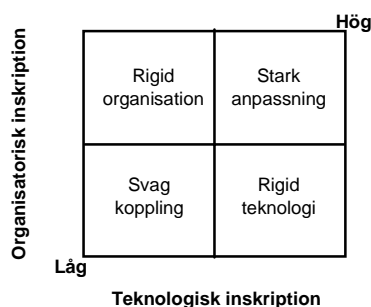 Hög
Organisatorisk inskription
Rigid
organisation
Stark
anpassning
Svag
koppling
Rigid
teknologi
Låg
Teknologisk inskription